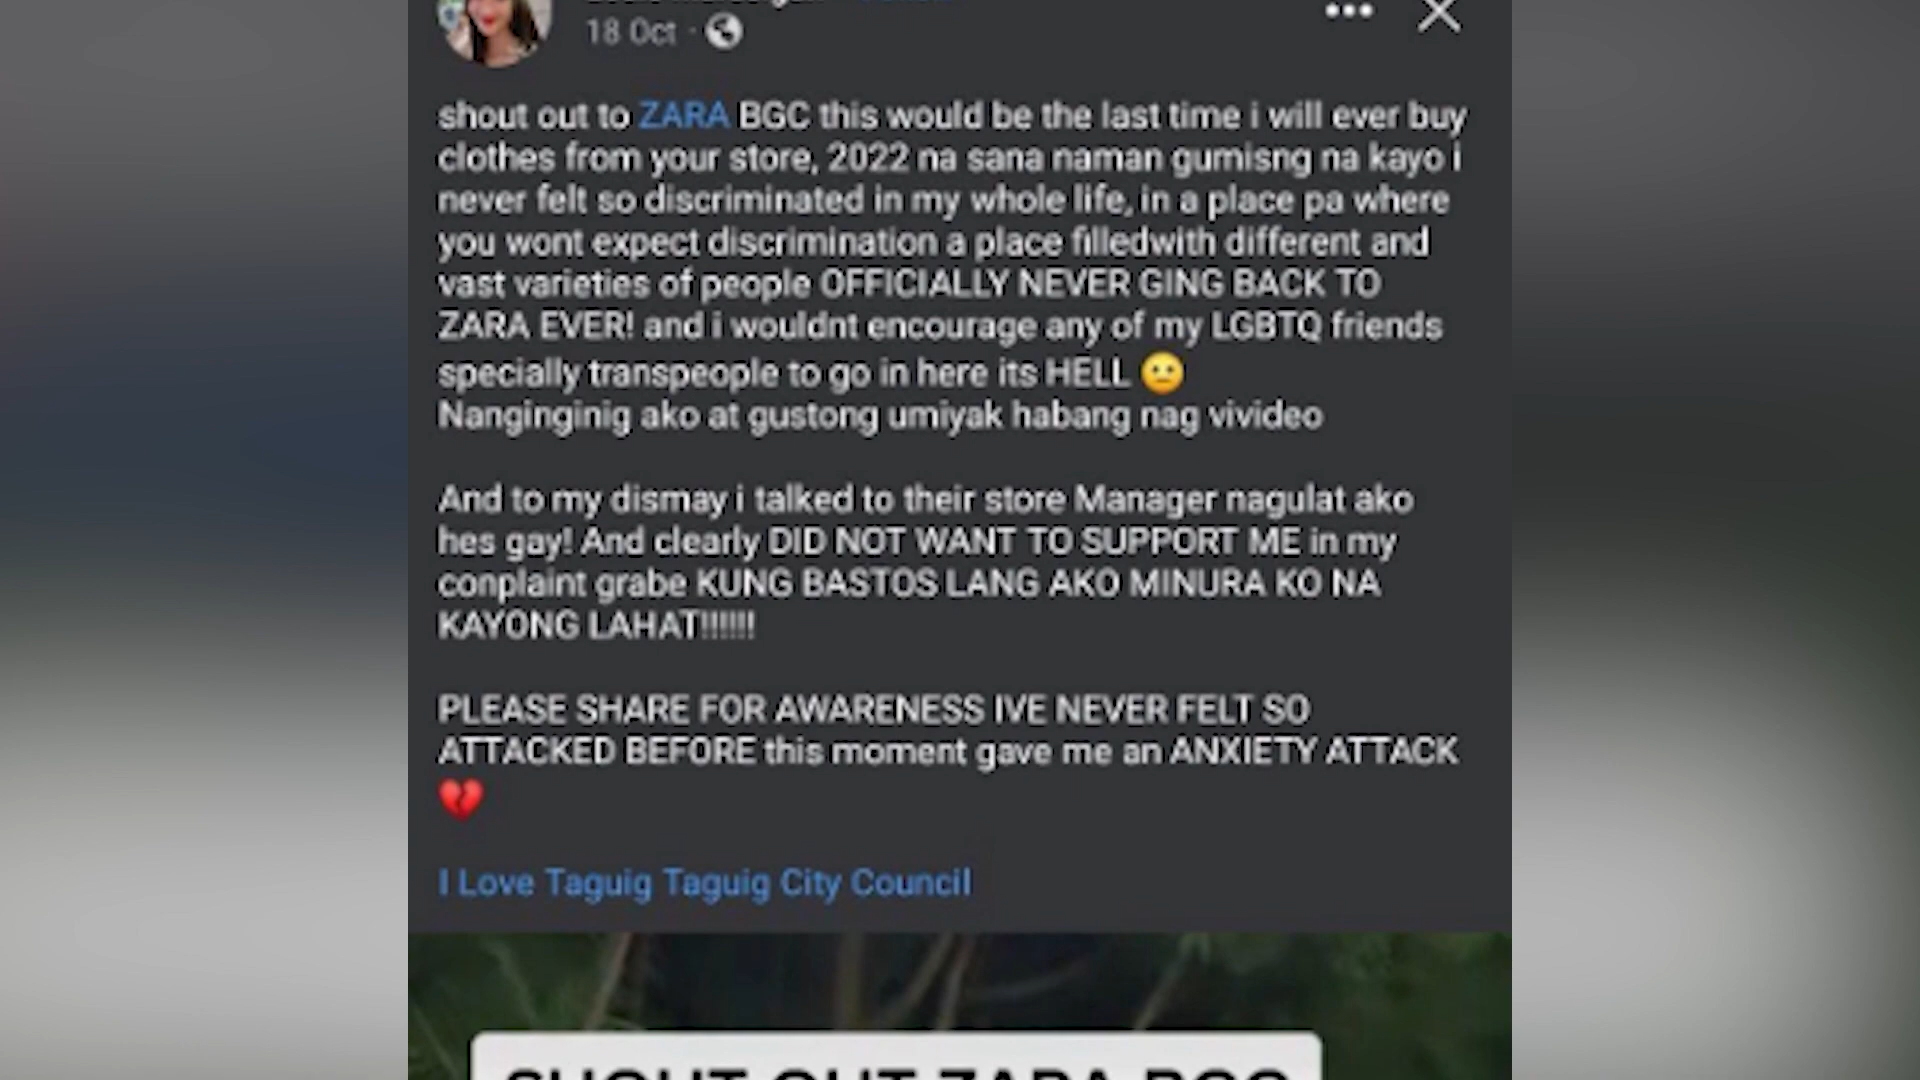 18 Oct ·
shout out to ZARA BGC this would be the last time i will ever buy
clothes from your store, 2022 na sana naman gumisng na kayo i
never felt so discriminated in my whole life, in a place pa where
you wont expect discrimination a place filledwith different and
vast varieties of people OFFICIALLY NEVER GING BACK TO
ZARA EVER! and i wouldnt encourage any of my LGBTQ friends
specially transpeople to go in here its HELL 😐
Nanginginig ako at gustong umiyak habang nag vivideo
And to my dismay i talked to their store Manager nagulat ako
hes gay! And clearly DID NOT WANT TO SUPPORT ME in my
conplaint grabe KUNG BASTOS LANG AKO MINURA KO NA
KAYONG LAHAT!!!!!!
PLEASE SHARE FOR AWARENESS IVE NEVER FELT SO
ATTACKED BEFORE this moment gave me an ANXIETY ATTACK
💔
I Love Taguig Taguig City Council
SHOUT OUT ZARA BGC